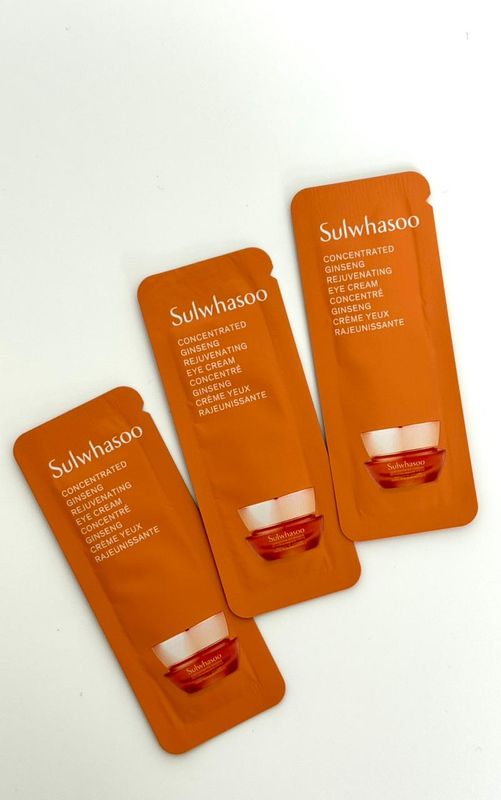 Sulwhasoo
CONCENTRATED
GINSENG
REJUVENATING
EYE CREAM
CONCENTRÉ
GINSENG
CRÈME YEUX
RAJEUNISSANTE
Sulwhasoo
Sulwhasoo
CONCENTRATED
GINSENG
REJUVENATING
EYE CREAM
CONCENTRÉ
GINSENG
CRÈME YEUX
RAJEUNISSANTE
Sulwhasoo
Sulwhasoo
CONCENTRATED
GINSENG
REJUVENATING
EYE CREAM
CONCENTRÉ
GINSENG
CRÈME YEUX
RAJEUNISSANTE
Sulwhasoo